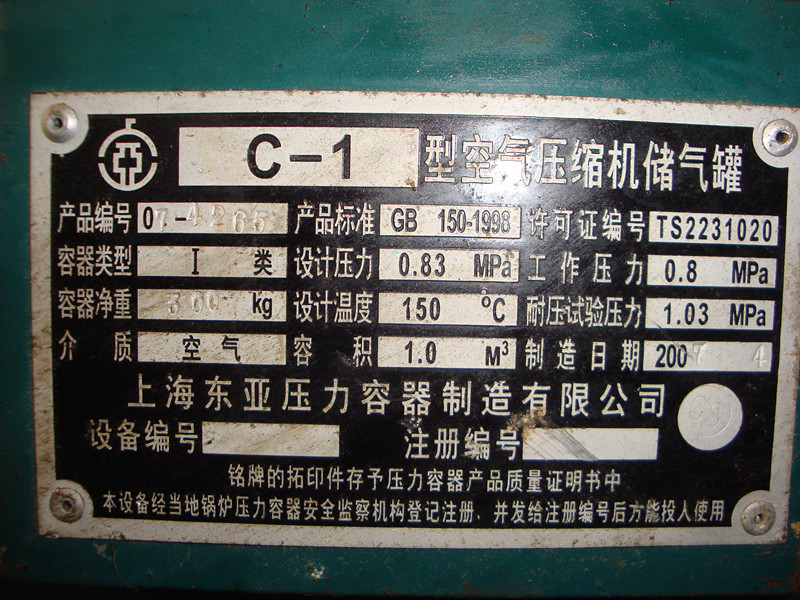 C-1 型空气压缩机储气罐
产品编号 07-4265 产品标准 GB 150-1998 许可证编号 TS2231020
容器类型 I 类 设计压力 0.83 MPa 工作压力 0.8 MPa
容器净重 300 kg 设计温度 150 °C 耐压试验压力 1.03 MPa
介质 空气 容积 1.0 M³ 制造日期 2007 4
上海东亚压力容器制造有限公司
设备编号 注册编号
铭牌的拓印件存予压力容器产品质量证明书中
本设备经当地锅炉压力容器安全监察机构登记注册、并发给注册编号后方能投入使用